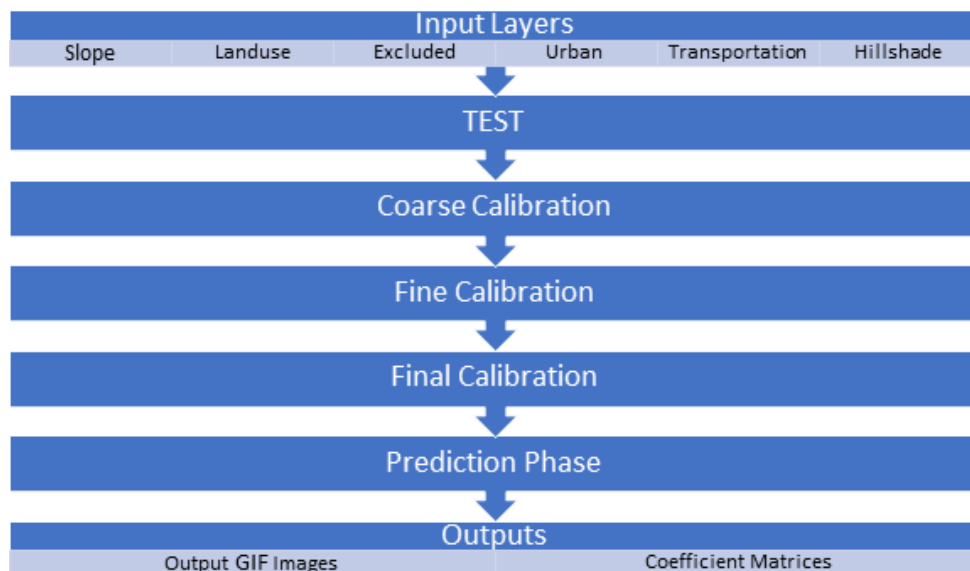 Input Layers
Slope Landuse Excluded Urban Transportation Hillshade
TEST
Coarse Calibration
Fine Calibration
Final Calibration
Prediction Phase
Outputs
Output GIF Images Coefficient Matrices